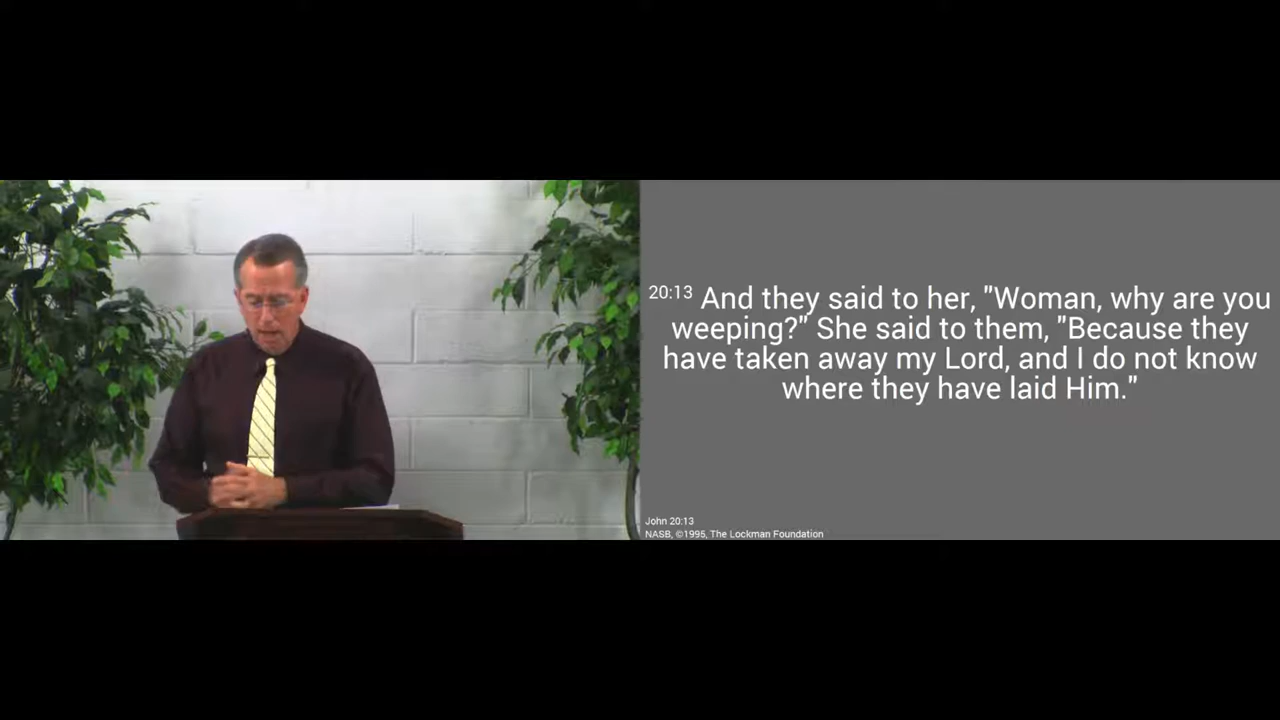 20:13 And they said to her, "Woman, why are you
weeping?" She said to them, "Because they
have taken away my Lord, and I do not know
where they have laid Him."
John 20:13
NASB, ©1995, The Lockman Foundation